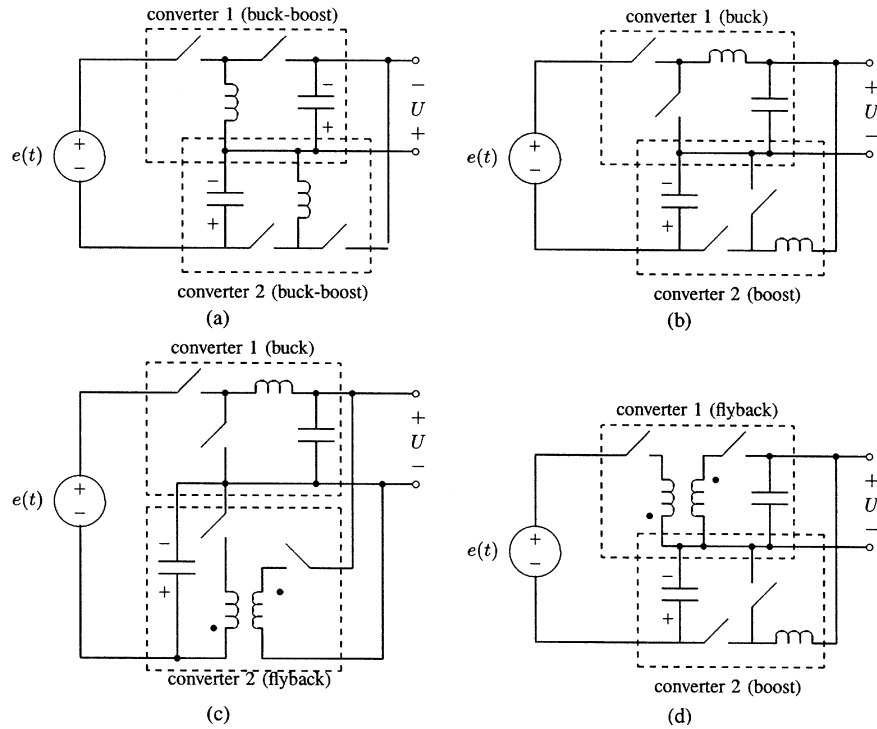 converter 1 (buck-boost)
e(t)
+
−
−
+
−
+
−
U
+
converter 2 (buck-boost)
(a)
converter 1 (buck)
e(t)
+
−
−
+
+
U
−
converter 2 (boost)
(b)
converter 1 (buck)
e(t)
+
−
−
+
+
U
−
converter 2 (flyback)
(c)
converter 1 (flyback)
e(t)
+
−
−
+
+
U
−
converter 2 (boost)
(d)